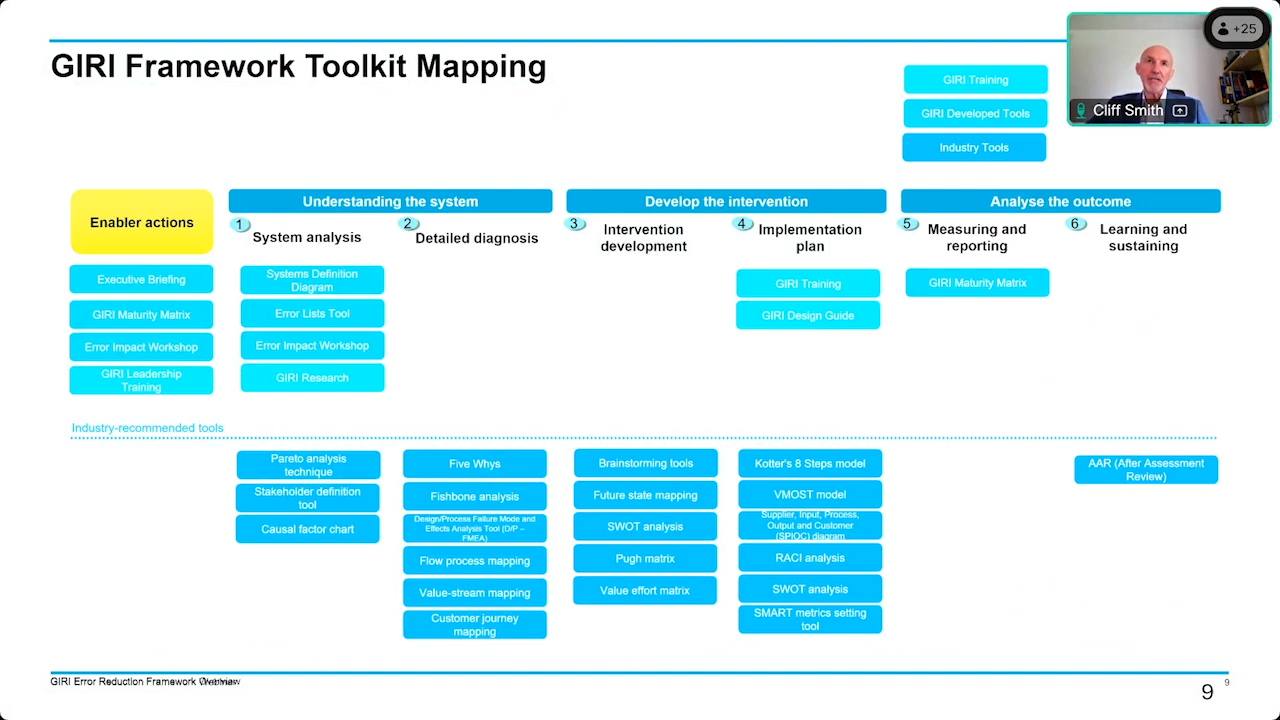 GIRI Framework Toolkit Mapping
+25
Cliff Smith
GIRI Training
GIRI Developed Tools
Industry Tools
Enabler actions
Understanding the system
Develop the intervention
Analyse the outcome
1
System analysis
2
Detailed diagnosis
3
Intervention
development
4
Implementation
plan
5
Measuring and
reporting
6
Learning and
sustaining
Executive Briefing
GIRI Maturity Matrix
Error Impact Workshop
GIRI Leadership
Training
Systems Definition
Diagram
Error Lists Tool
Error Impact Workshop
GIRI Research
GIRI Training
GIRI Design Guide
GIRI Maturity Matrix
Industry-recommended tools
Pareto analysis
technique
Stakeholder definition
tool
Causal factor chart
Five Whys
Fishbone analysis
Design/Process Failure Mode and
Effects Analysis Tool (D/P –
FMEA)
Flow process mapping
Value-stream mapping
Customer journey
mapping
Brainstorming tools
Future state mapping
SWOT analysis
Pugh matrix
Value effort matrix
Kotter's 8 Steps model
VMOST model
Supplier, Input, Process,
Output and Customer
(SPIOC) diagram
RACI analysis
SWOT analysis
SMART metrics setting
tool
AAR (After Assessment
Review)
GIRI Error Reduction Framework Overview
9
9